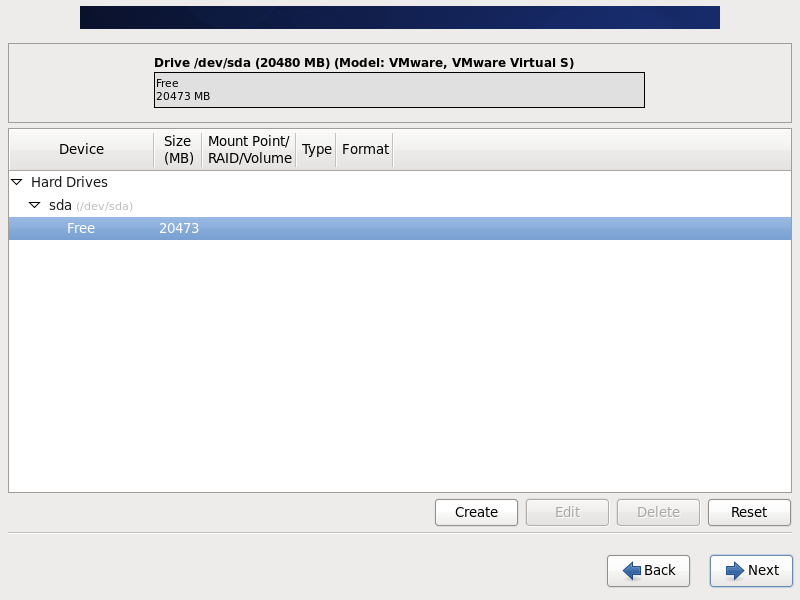 Drive /dev/sda (20480 MB) (Model: VMware, VMware Virtual S)
Free
20473 MB
Device
Size
(MB)
Mount Point/
RAID/Volume
Type
Format
Hard Drives
sda (/dev/sda)
Free 20473
Create Edit Delete Reset
Back Next